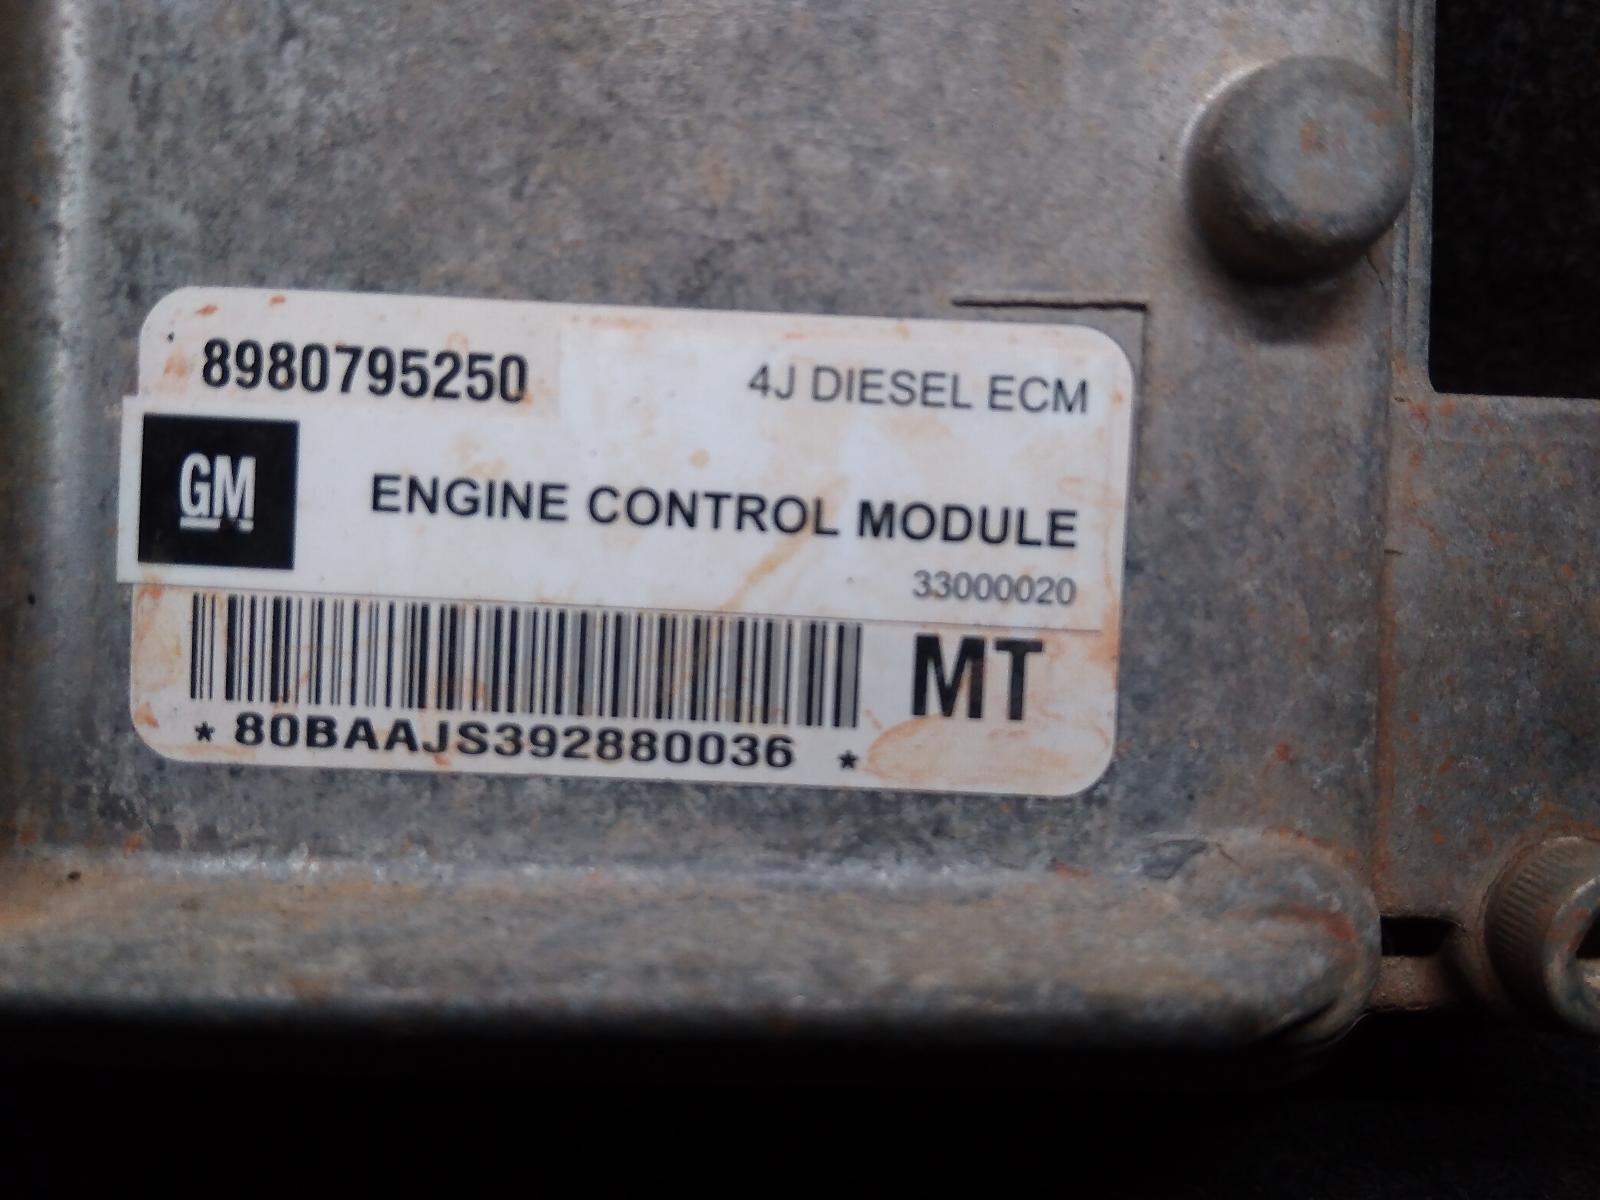 8980795250
4J DIESEL ECM
GM
ENGINE CONTROL MODULE
33000020
MT
* 80BAAJS392880036 *